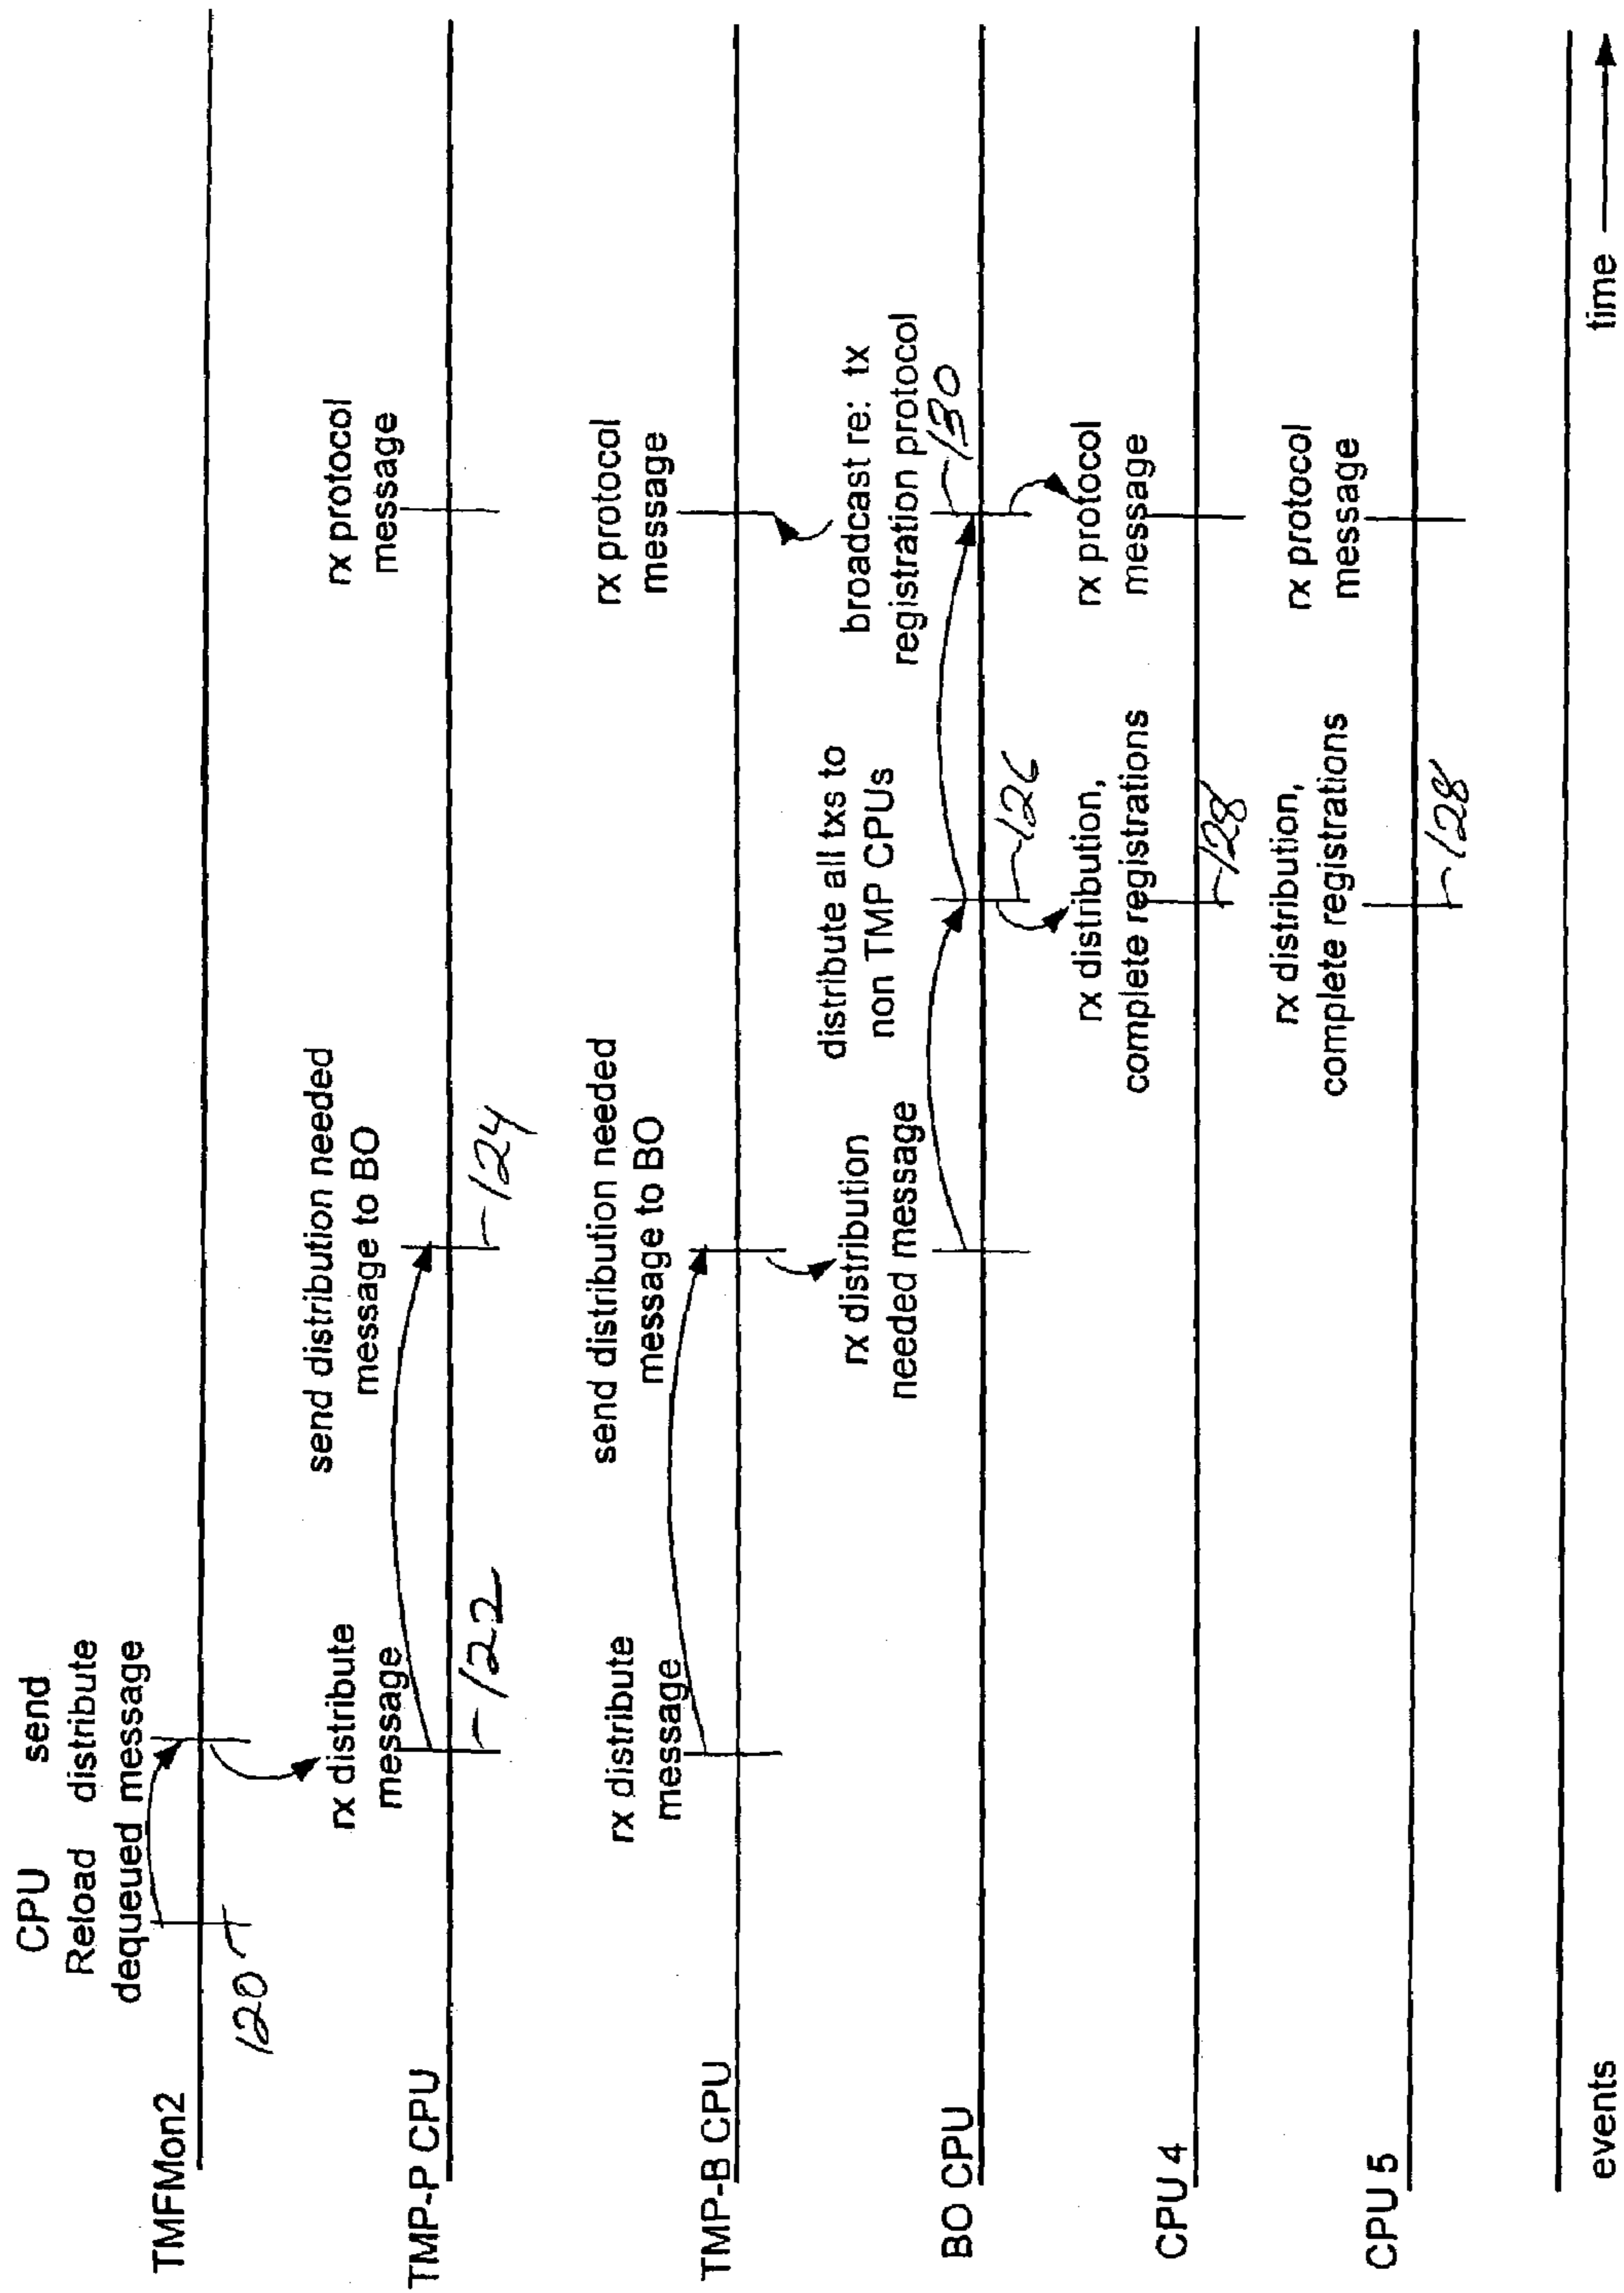 CPU send
Reload distribute
dequeued message
TMFMon2
120
rx distribute
message
send distribution needed
message to BO
rx protocol
message
TMP-P CPU
122
124
rx distribute
message
send distribution needed
message to BO
rx protocol
message
TMP-B CPU
rx distribution
needed message
distribute all txs to
non TMP CPUs
broadcast re: tx
registration protocol
130
BO CPU
126
rx distribution,
complete registrations
rx protocol
message
CPU 4
128
rx distribution,
complete registrations
rx protocol
message
CPU 5
128
events
time